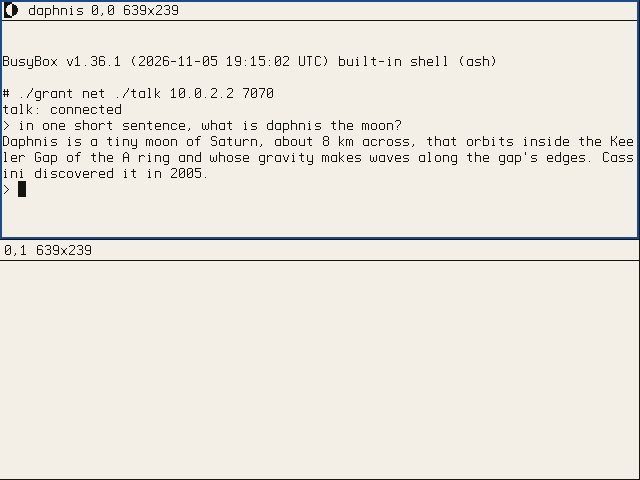 daphnis 0,0 639x239
BusyBox v1.36.1 (2026-11-05 19:15:02 UTC) built-in shell (ash)
# ./grant net ./talk 10.0.2.2 7070
talk: connected
> in one short sentence, what is daphnis the moon?
Daphnis is a tiny moon of Saturn, about 8 km across, that orbits inside the Kee
ler Gap of the A ring and whose gravity makes waves along the gap's edges. Cass
ini discovered it in 2005.
>
0,1 639x239